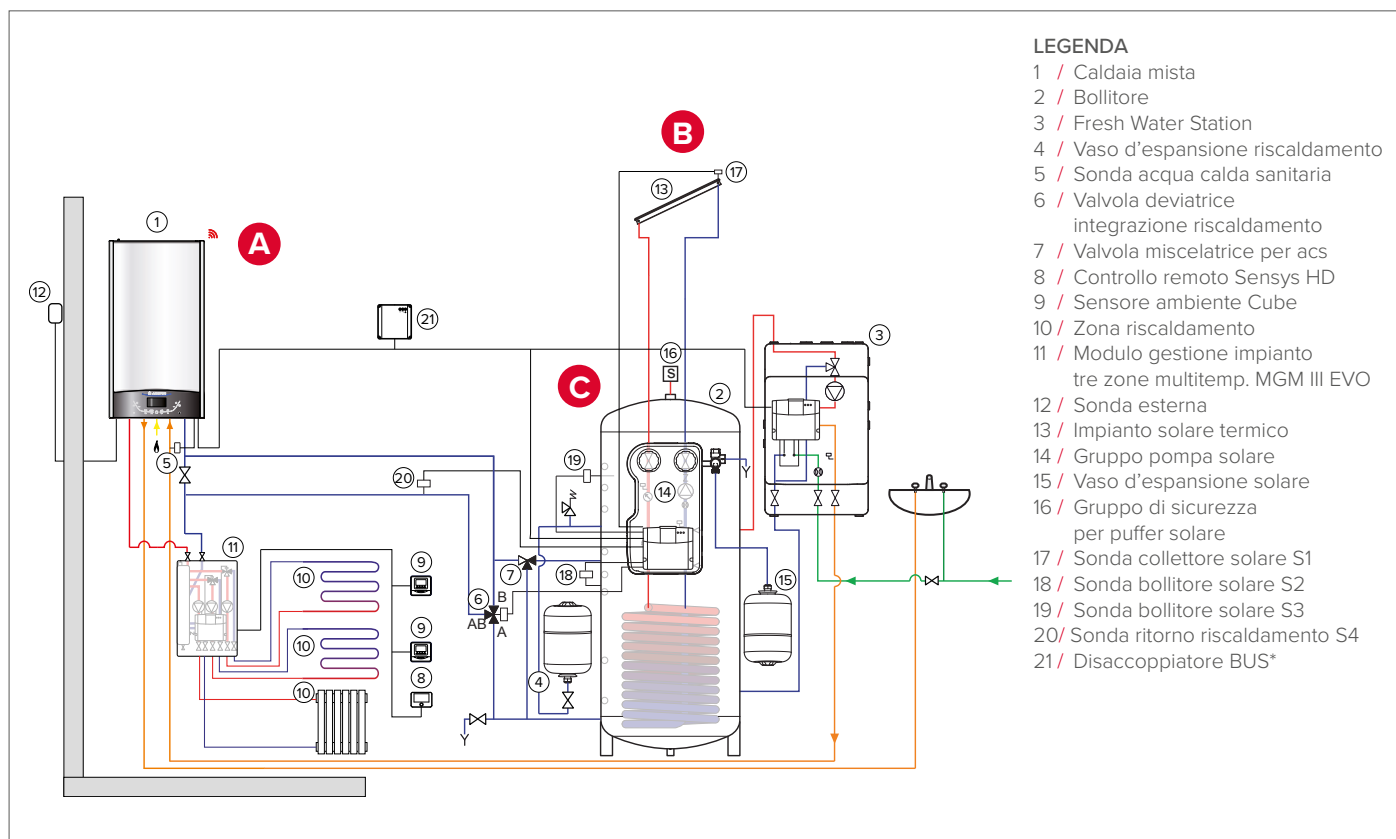 LEGENDA
1 / Caldaia mista
2 / Bollitore
3 / Fresh Water Station
4 / Vaso d'espansione riscaldamento
5 / Sonda acqua calda sanitaria
6 / Valvola deviatrice
integrazione riscaldamento
7 / Valvola miscelatrice per acs
8 / Controllo remoto Sensys HD
9 / Sensore ambiente Cube
10 / Zona riscaldamento
11 / Modulo gestione impianto
tre zone multitemp. MGM III EVO
12 / Sonda esterna
13 / Impianto solare termico
14 / Gruppo pompa solare
15 / Vaso d'espansione solare
16 / Gruppo di sicurezza
per puffer solare
17 / Sonda collettore solare S1
18 / Sonda bollitore solare S2
19 / Sonda bollitore solare S3
20/ Sonda ritorno riscaldamento S4
21 / Disaccoppiatore BUS*
B
17
13
1
A
12
21
3
16
S
C
2
19
5
20
14
11
9
10
7
18
15
6
B
AB
A
9
10
8
4
10